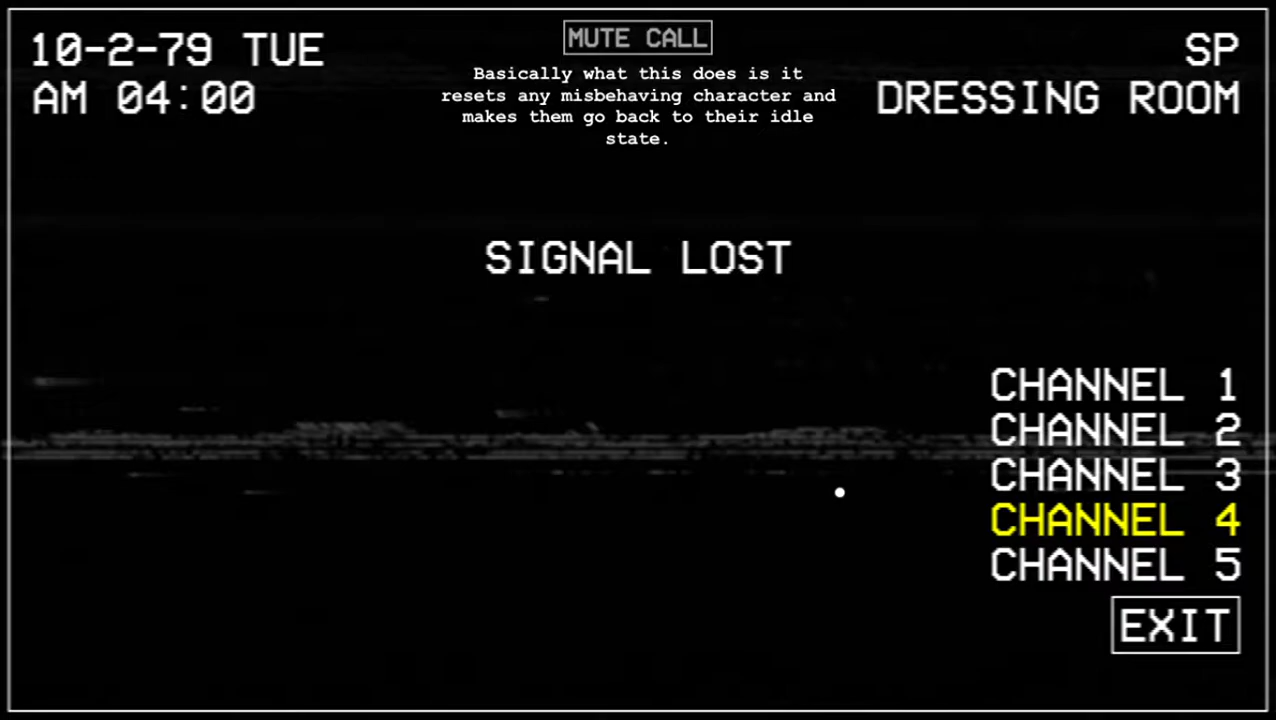 10-2-79 TUE
AM 04:00
MUTE CALL
Basically what this does is it
resets any misbehaving character and
makes them go back to their idle
state.
SP
DRESSING ROOM
SIGNAL LOST
CHANNEL 1
CHANNEL 2
CHANNEL 3
CHANNEL 4
CHANNEL 5
EXIT